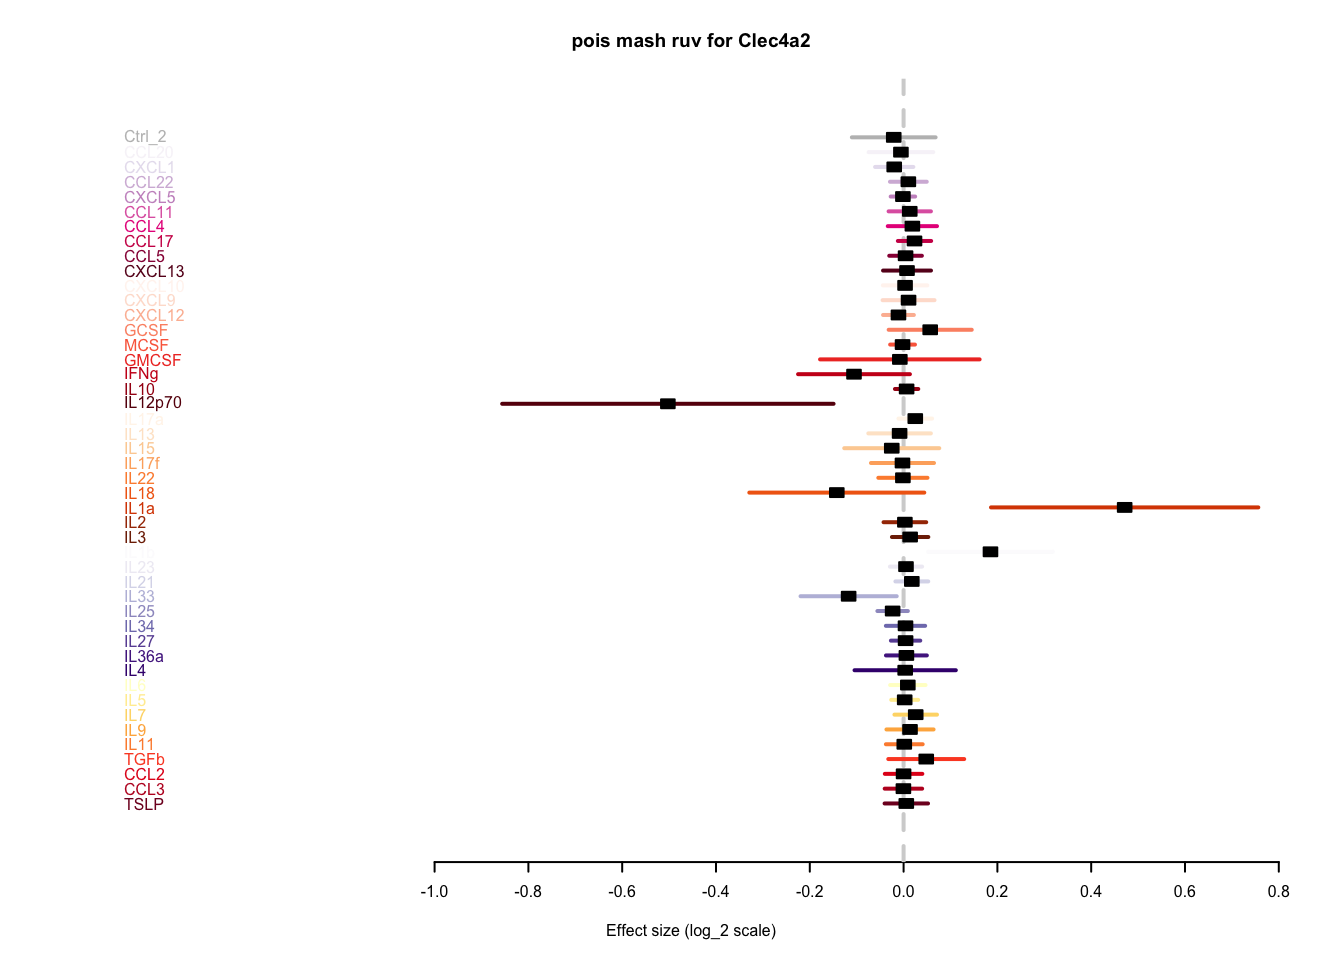 pois mash ruv for Clec4a2
Ctrl_2
CCL20
CXCL1
CCL22
CXCL5
CCL11
CCL4
CCL17
CCL5
CXCL13
CXCL10
CXCL9
CXCL12
GCSF
MCSF
GMCSF
IFNg
IL10
IL12p70
IL17a
IL13
IL15
IL17f
IL22
IL18
IL1a
IL2
IL3
IL23
IL21
IL33
IL25
IL34
IL27
IL36a
IL4
IL6
IL5
IL7
IL9
IL11
TGFb
CCL2
CCL3
TSLP
-1.0 -0.8 -0.6 -0.4 -0.2 0.0 0.2 0.4 0.6 0.8
Effect size (log_2 scale)